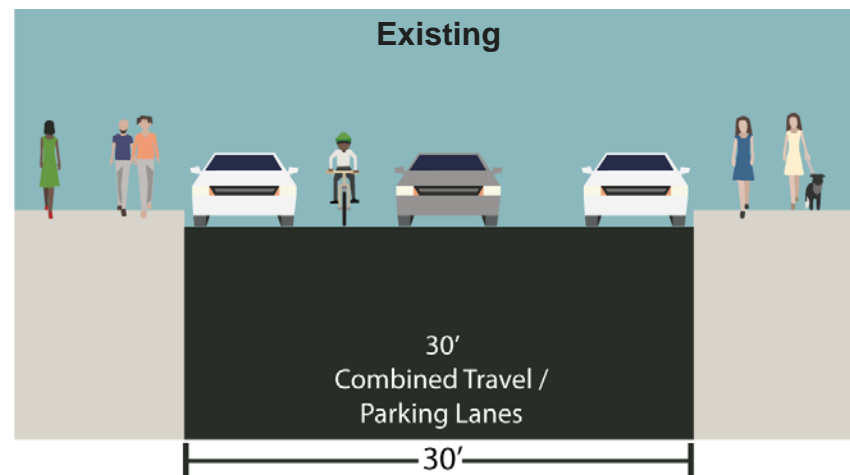 Existing
30’
Combined Travel /
Parking Lanes
30’